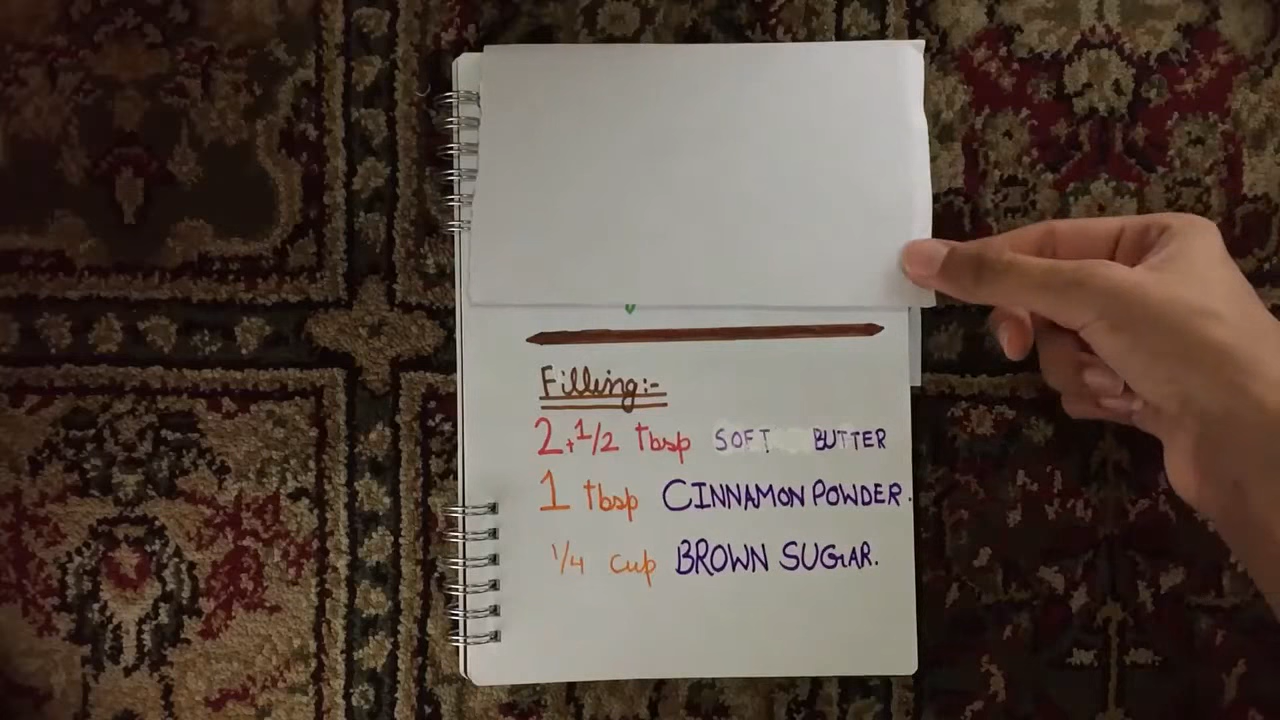 Filling:-
2+1/2 tbsp SOFT BUTTER
1 tbsp CINNAMON POWDER.
1/4 cup BROWN SUGAR.